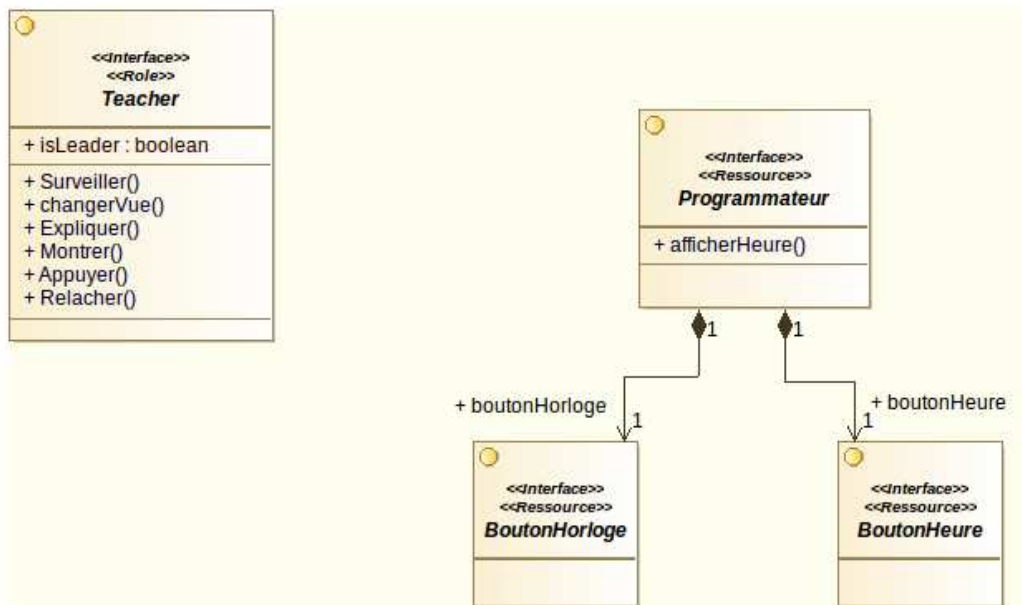 <<Interface>>
<<Role>>
Teacher
+ isLeader : boolean
+ Surveiller()
+ changerVue()
+ Expliquer()
+ Montrer()
+ Appuyer()
+ Relacher()
<<Interface>>
<<Ressource>>
Programmateur
+ afficherHeure()
1
1
+ boutonHorloge
1
+ boutonHeure
1
<<Interface>>
<<Ressource>>
BoutonHorloge
<<Interface>>
<<Ressource>>
BoutonHeure